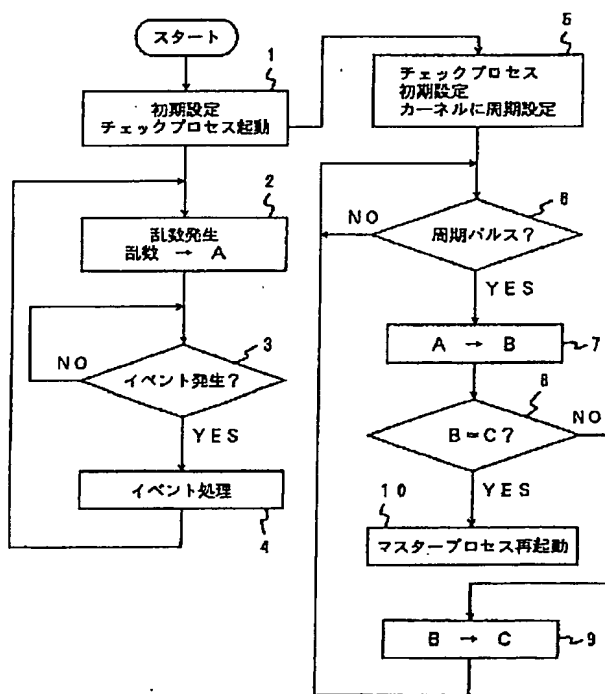 スタート
1
初期設定
チェックプロセス起動
2
乱数発生
乱数 → A
3
イベント発生?
NO
YES
イベント処理
4
5
チェックプロセス
初期設定
カーネルに周期設定
6
周期パルス?
NO
YES
A → B
7
8
B=C?
NO
YES
10
マスタープロセス再起動
B → C
9